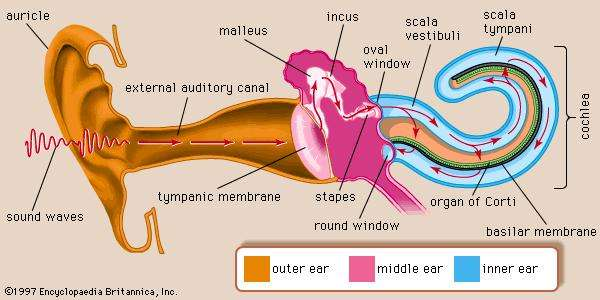 auricle
malleus
incus
oval
window
scala
vestibuli
scala
tympani
external auditory canal
cochlea
sound waves
tympanic membrane
stapes
round window
organ of Corti
basilar membrane
outer ear
middle ear
inner ear
©1997 Encyclopaedia Britannica, Inc.